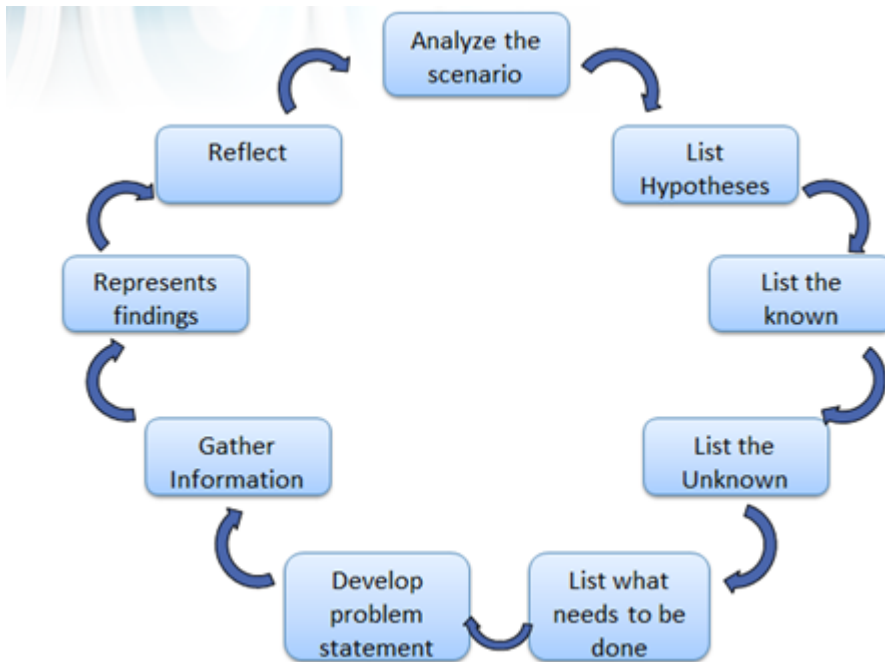 Analyze the
scenario
List
Hypotheses
List the
known
List the
Unknown
List what
needs to be
done
Develop
problem
statement
Gather
Information
Represents
findings
Reflect